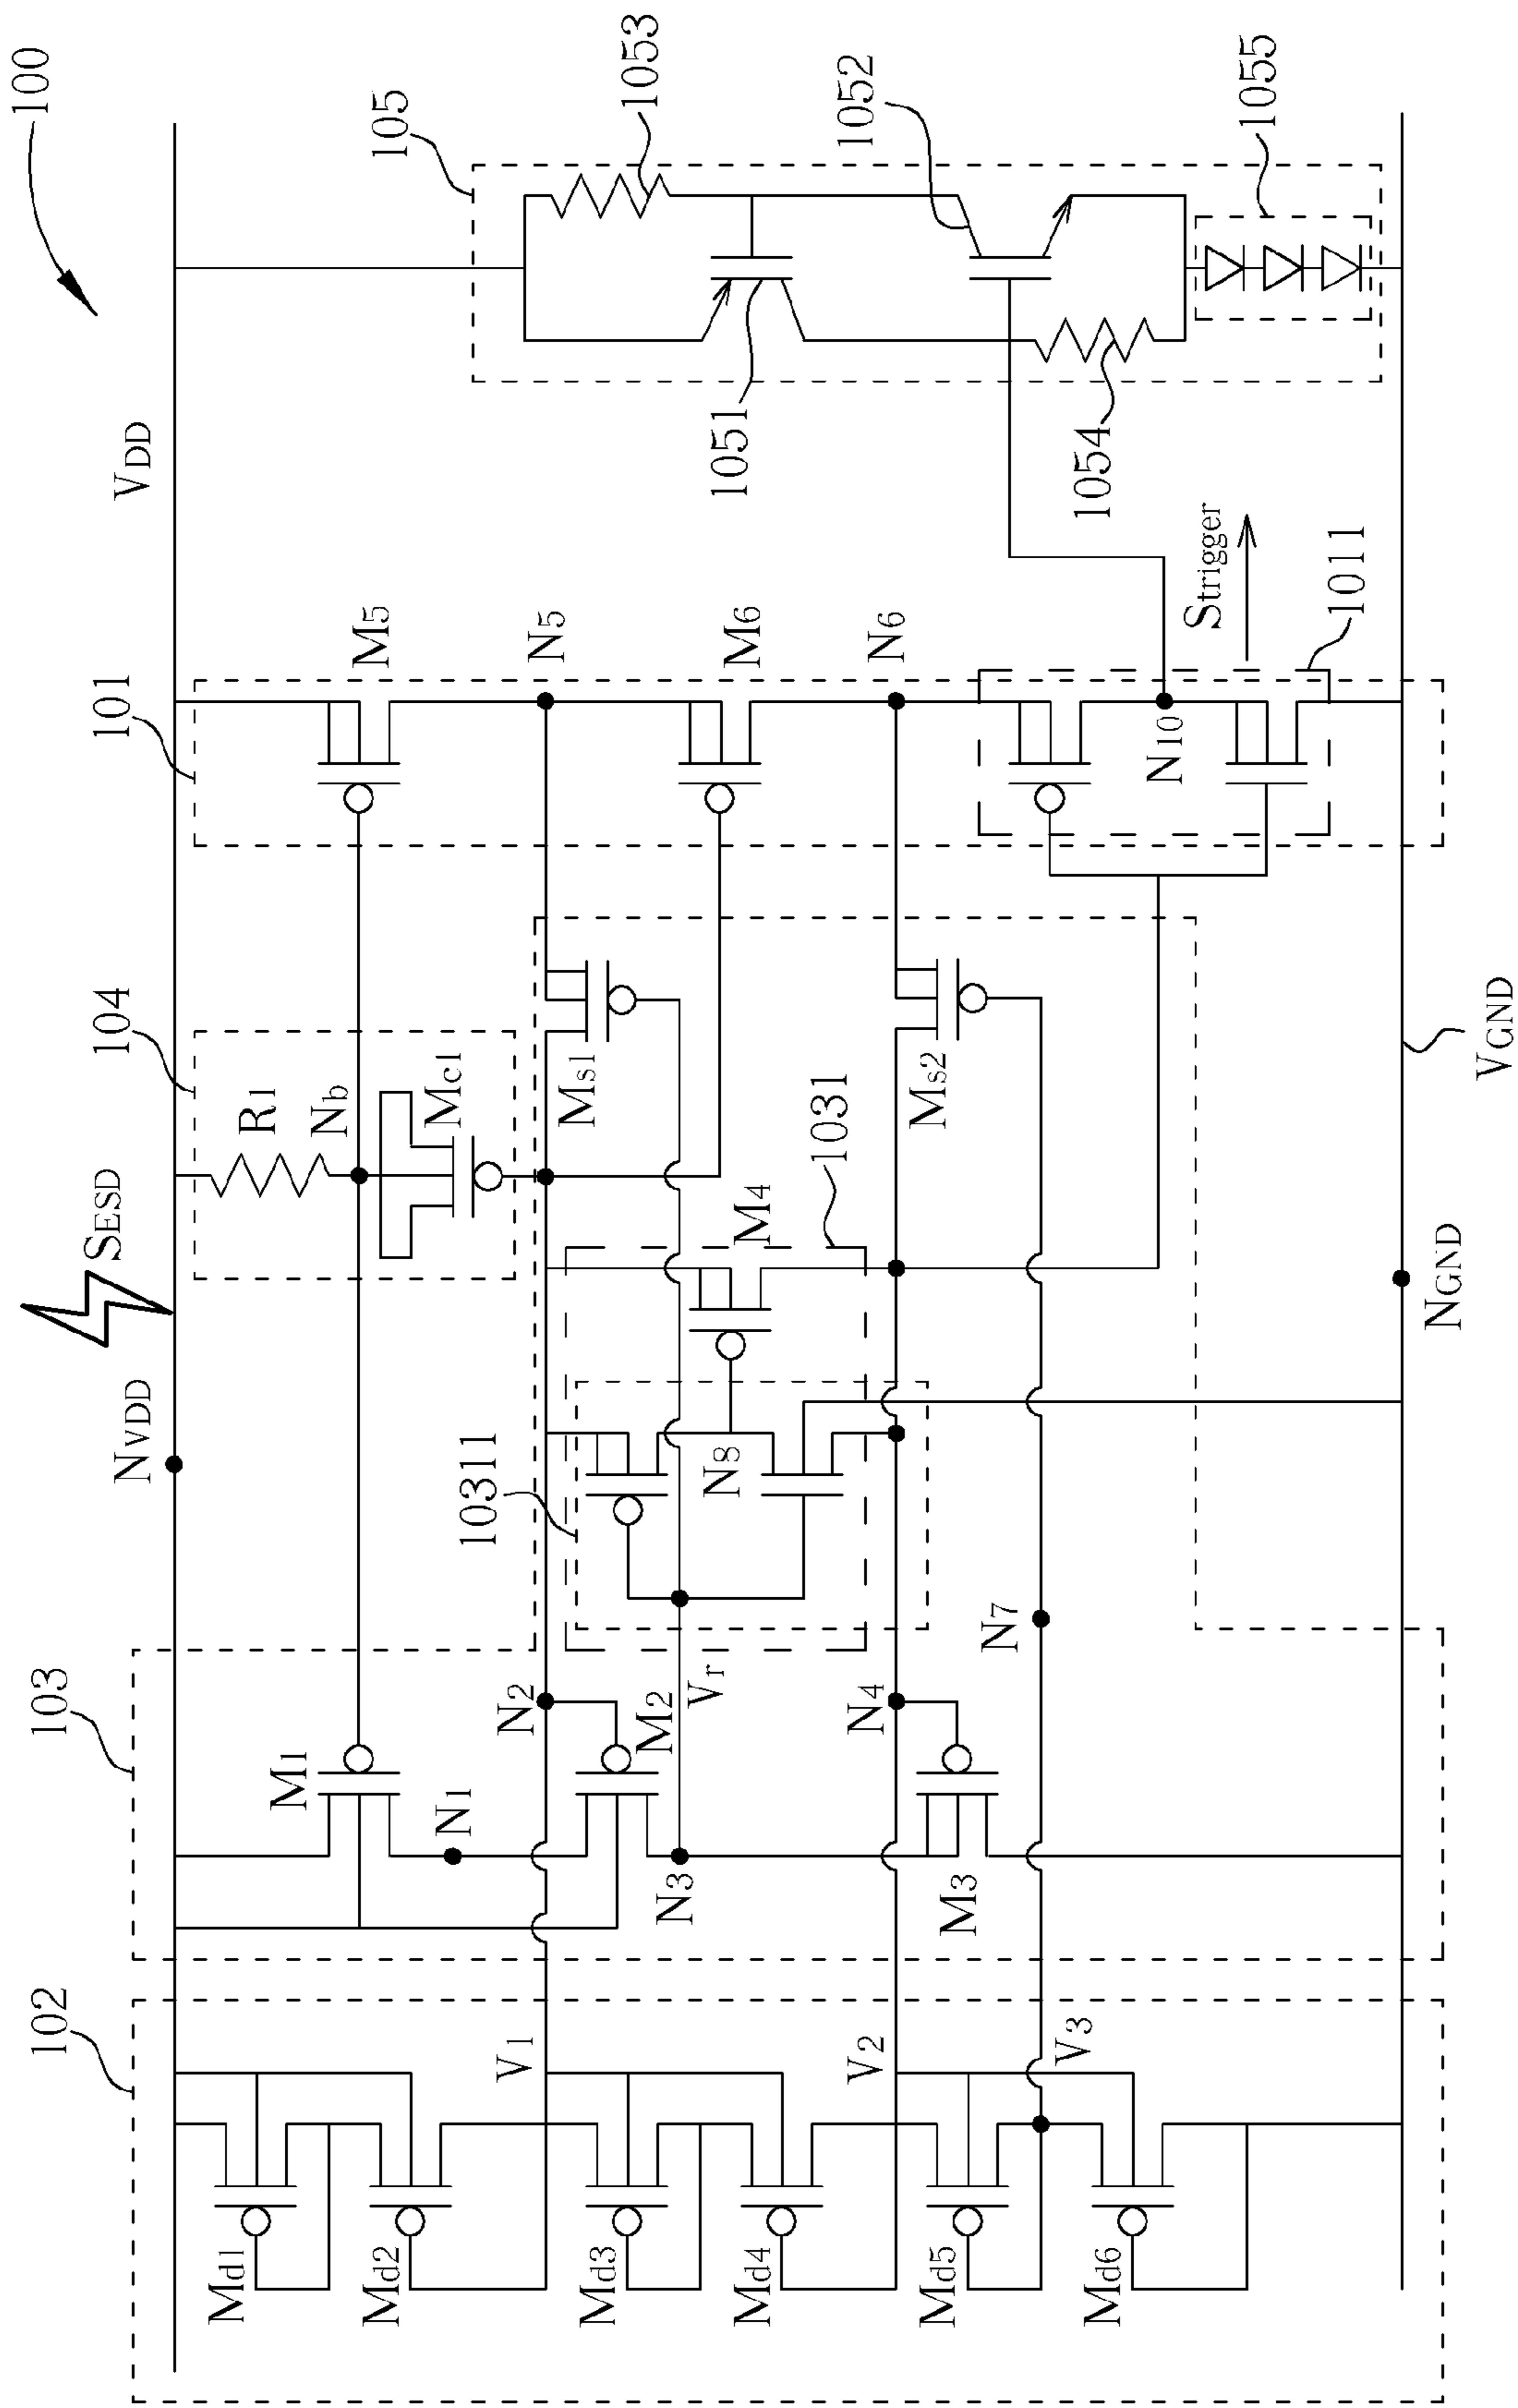 100
VDD
105
1053
1052
1055
1051
1054
101
M5
N5
M6
N6
N10
Strigger
1011
104
R1
Nb
Mc1
Ms1
Ms2
SESD
M4
1031
VGND
NVDD
10311
N8
NGND
103
M1
N1
N2
M2
Vr
N3
N4
N7
M3
102
V1
V2
V3
Md1
Md2
Md3
Md4
Md5
Md6